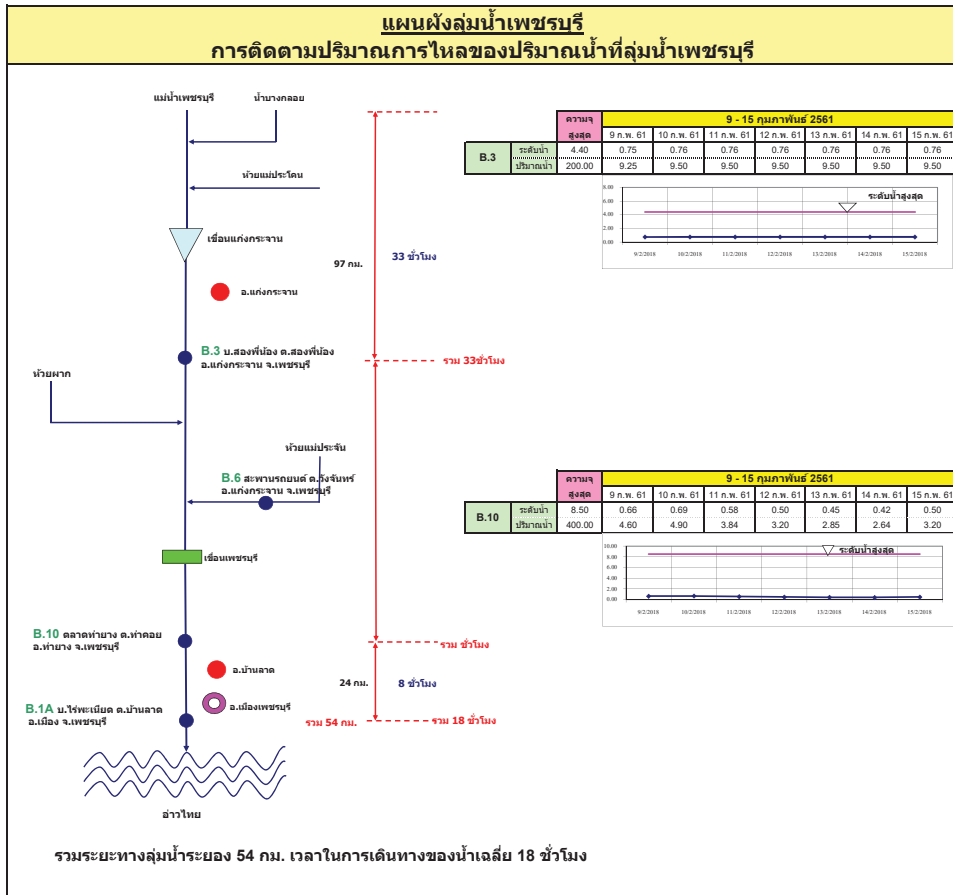 แผนผังลุ่มน้ำเพชรบุรี
การติดตามปริมาณการไหลของปริมาณน้ำที่ลุ่มน้ำเพชรบุรี
แม่น้ำเพชรบุรี
น้ำบางกลอย
ห้วยแม่ประโดน
เขื่อนแก่งกระจาน
97 กม.
33 ชั่วโมง
อ.แก่งกระจาน
B.3 บ.สองพี่น้อง ต.สองพี่น้อง
อ.แก่งกระจาน จ.เพชรบุรี
รวม 33ชั่วโมง
ห้วยผาก
ห้วยแม่ประจัน
B.6 สะพานรถยนต์ ต.วังจันทร์
อ.แก่งกระจาน จ.เพชรบุรี
เขื่อนเพชรบุรี
B.10 ตลาดท่ายาง ต.ท่าคอย
อ.ท่ายาง จ.เพชรบุรี
รวม ชั่วโมง
อ.บ้านลาด
24 กม.
8 ชั่วโมง
อ.เมืองเพชรบุรี
B.1A บ.ไร่พะเนียด ต.บ้านลาด
อ.เมือง จ.เพชรบุรี
รวม 54 กม.
รวม 18 ชั่วโมง
อ่าวไทย
รวมระยะทางลุ่มน้ำระยอง 54 กม. เวลาในการเดินทางของน้ำเฉลี่ย 18 ชั่วโมง
ความจุ 9 - 15 กุมภาพันธ์ 2561
สูงสุด 9 ก.พ. 61 10 ก.พ. 61 11 ก.พ. 61 12 ก.พ. 61 13 ก.พ. 61 14 ก.พ. 61 15 ก.พ. 61
B.3 ระดับน้ำ 4.40 0.75 0.76 0.76 0.76 0.76 0.76 0.76
ปริมาณน้ำ 200.00 9.25 9.50 9.50 9.50 9.50 9.50 9.50
ระดับน้ำสูงสุด
8.00
6.00
4.00
2.00
0.00
9/2/2018 10/2/2018 11/2/2018 12/2/2018 13/2/2018 14/2/2018 15/2/2018
ความจุ 9 - 15 กุมภาพันธ์ 2561
สูงสุด 9 ก.พ. 61 10 ก.พ. 61 11 ก.พ. 61 12 ก.พ. 61 13 ก.พ. 61 14 ก.พ. 61 15 ก.พ. 61
B.10 ระดับน้ำ 8.50 0.66 0.69 0.58 0.50 0.45 0.42 0.50
ปริมาณน้ำ 400.00 4.60 4.90 3.84 3.20 2.85 2.64 3.20
ระดับน้ำสูงสุด
10.00
8.00
6.00
4.00
2.00
0.00
9/2/2018 10/2/2018 11/2/2018 12/2/2018 13/2/2018 14/2/2018 15/2/2018